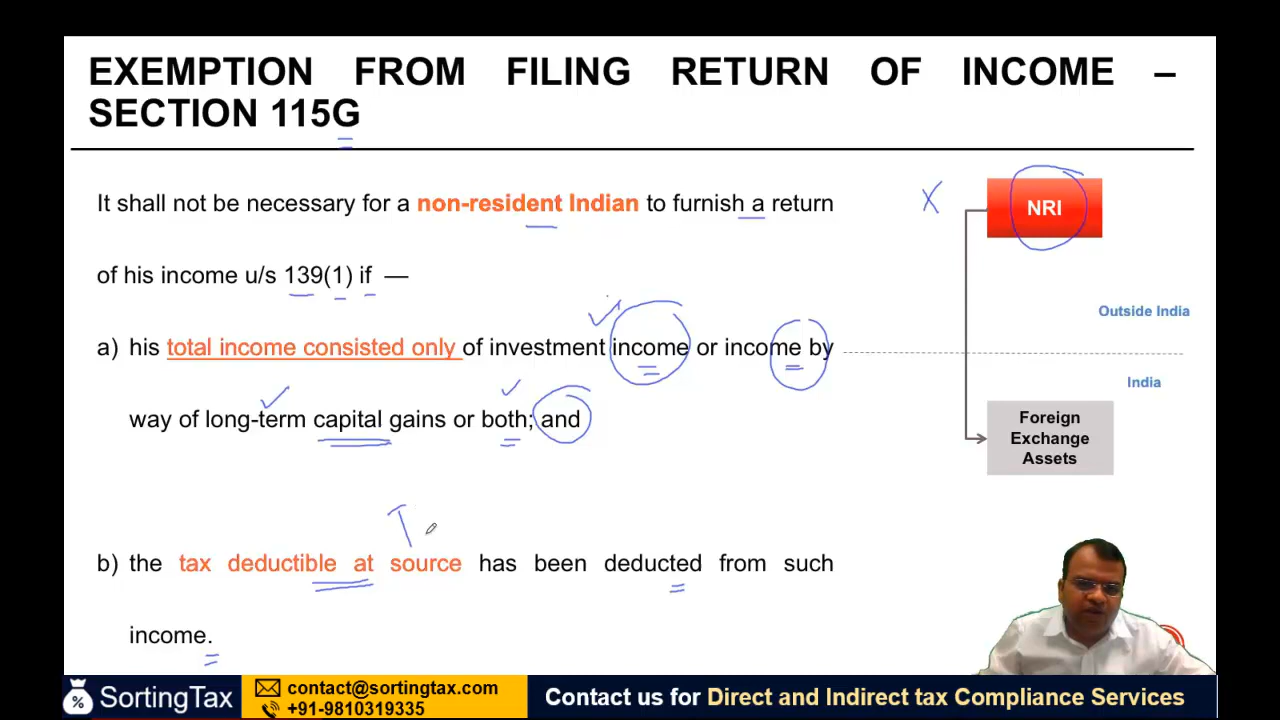 EXEMPTION FROM FILING RETURN OF INCOME –
SECTION 115G
It shall not be necessary for a non-resident Indian to furnish a return
of his income u/s 139(1) if —
a) his total income consisted only of investment income or income by
way of long-term capital gains or both; and
T
b) the tax deductible at source has been deducted from such
income.
X
NRI
Outside India
India
Foreign
Exchange
Assets
SortingTax
contact@sortingtax.com
+91-9810319335
Contact us for Direct and Indirect tax Compliance Services